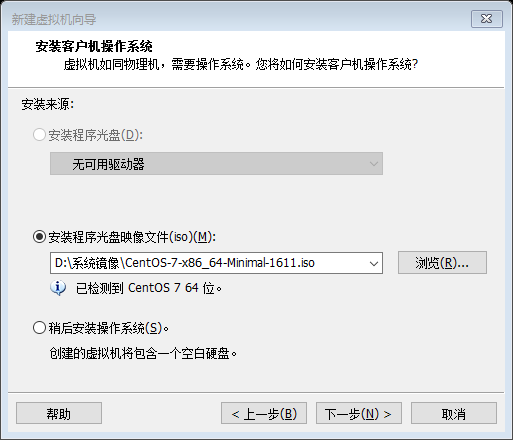 新建虚拟机向导
安装客户机操作系统
虚拟机如同物理机，需要操作系统。您将如何安装客户机操作系统?
安装来源:
安装程序光盘(D):
无可用驱动器
安装程序光盘映像文件(iso)(M):
D:\系统镜像\CentOS-7-x86_64-Minimal-1611.iso
浏览(R)...
已检测到 CentOS 7 64 位。
稍后安装操作系统(S)。
创建的虚拟机将包含一个空白硬盘。
帮助
< 上一步(B)
下一步(N) >
取消